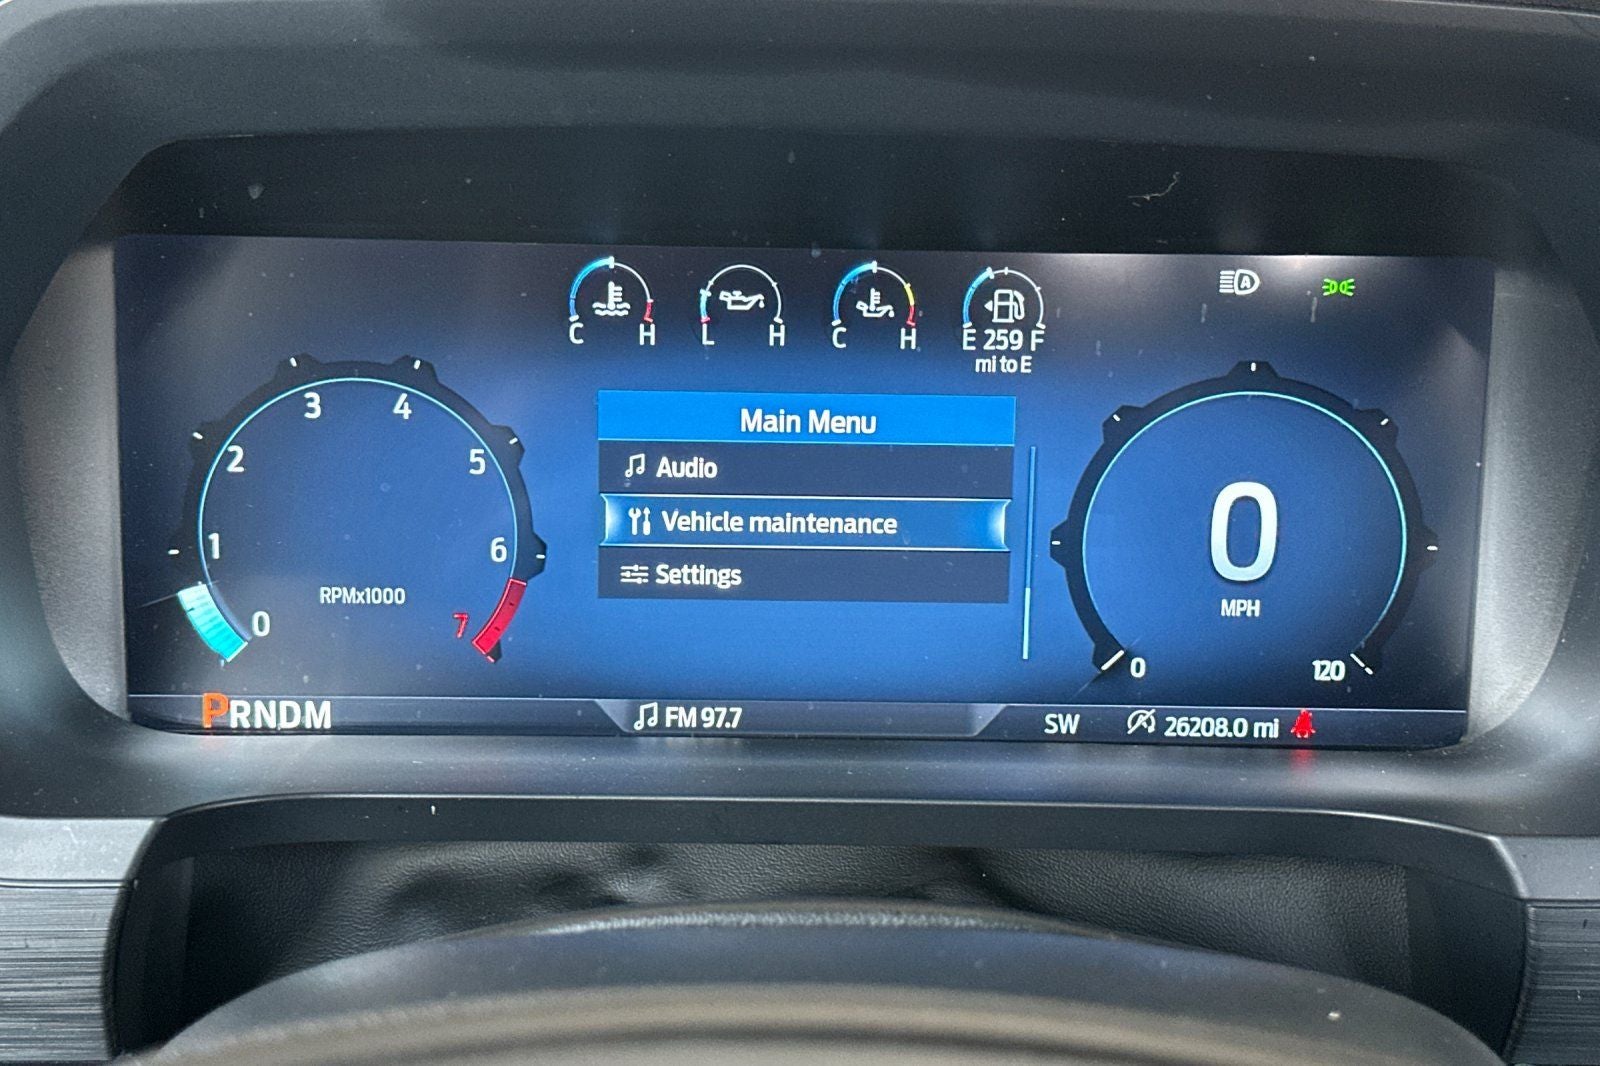 C H
L H
C H
E 259 F
mi to E
A
Main Menu
Audio
Vehicle maintenance
Settings
0
1
2
3
4
5
6
7
RPMx1000
0
MPH
0
120
PRNDM
FM 97.7
SW
26208.0 mi